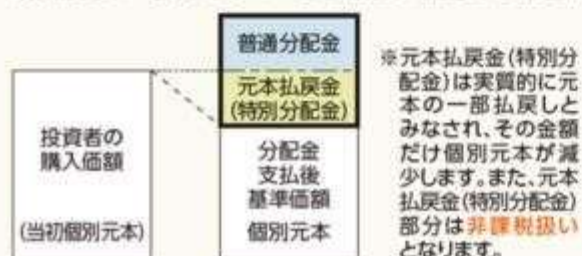 普通分配金
元本払戻金
(特別分配金)
投資者の
購入価額
(当初個別元本)
分配金
支払後
基準価額
個別元本
※元本払戻金(特別分
配金)は実質的に元
本の一部払戻しと
みなされ、その金額
だけ個別元本が減
少します。また、元本
払戻金(特別分配金)
部分は非課税扱い
となります。